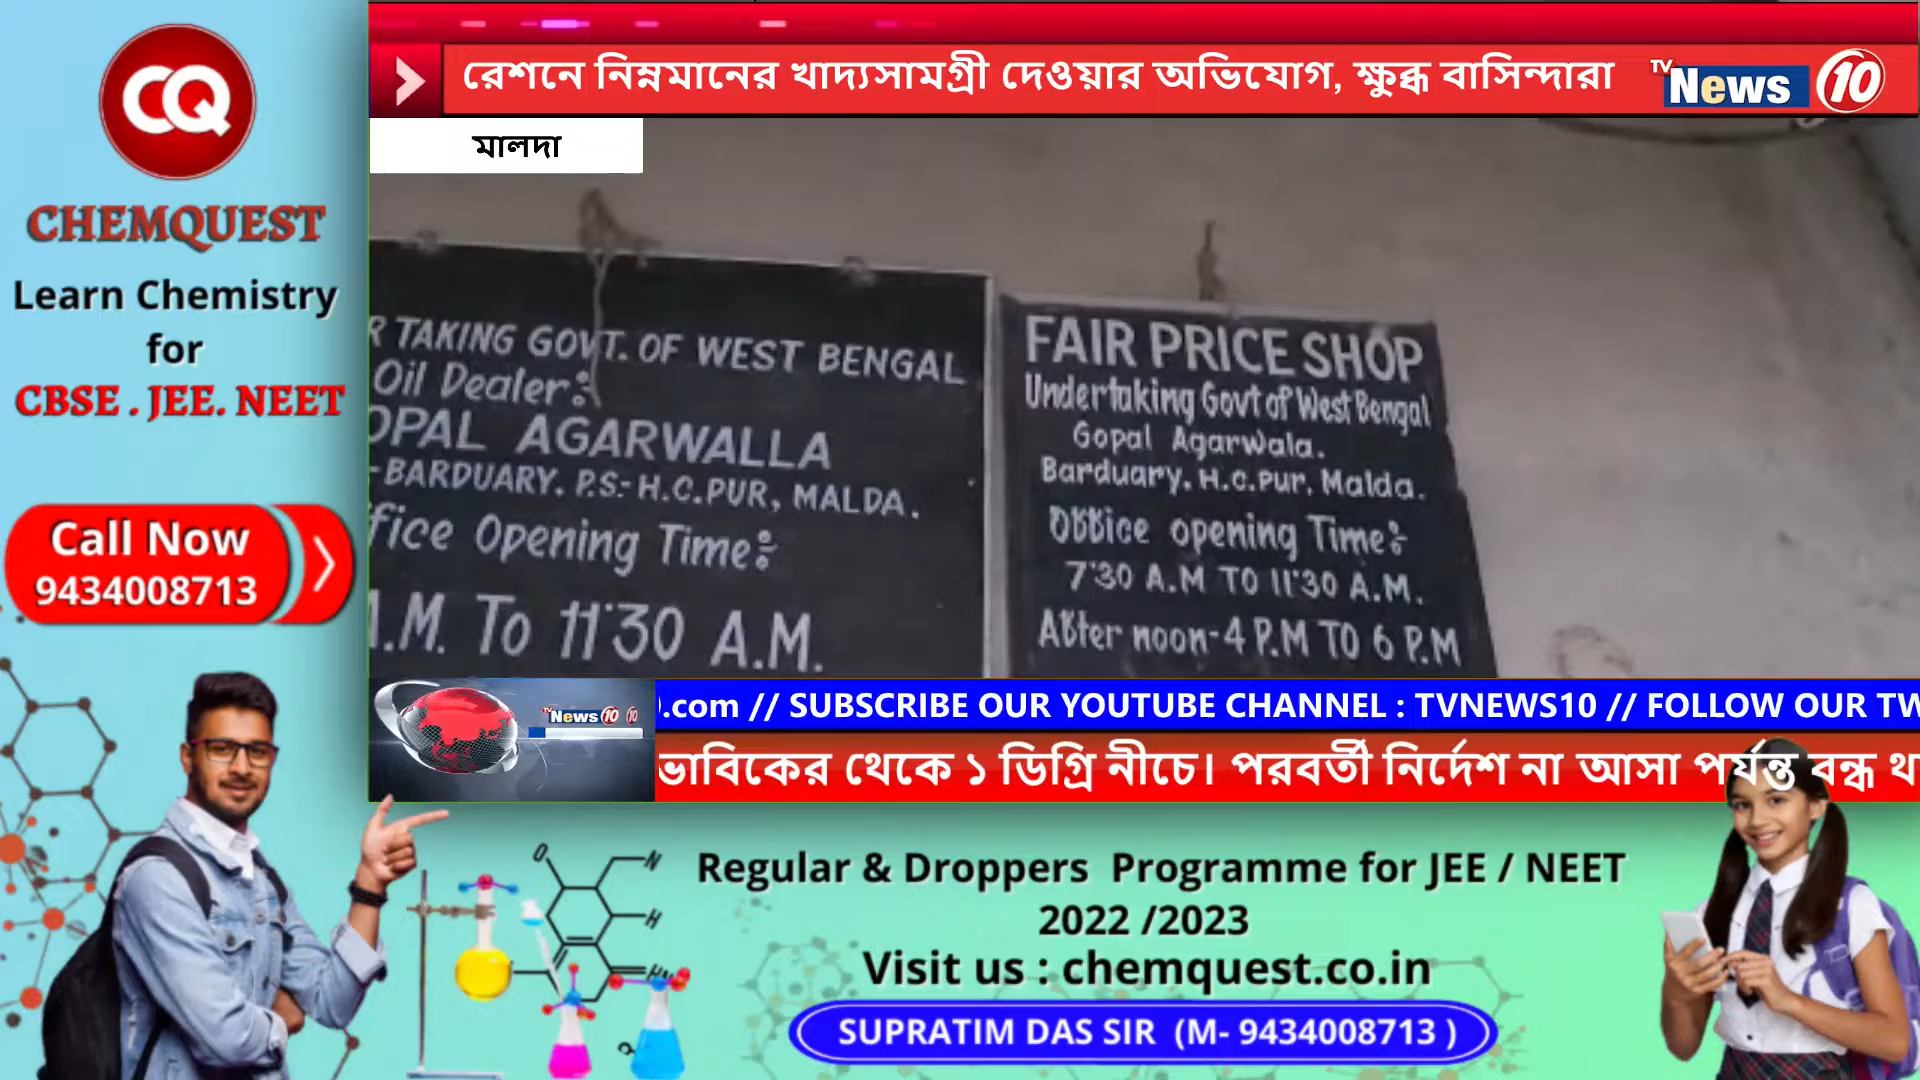 CQ
CHEMQUEST
Learn Chemistry
for
CBSE . JEE. NEET
Call Now
9434008713
রেশনে নিম্নমানের খাদ্যসামগ্রী দেওয়ার অভিযোগ, ক্ষুব্ধ বাসিন্দারা
TV News 10
মালদা
R TAKING GOVT. OF WEST BENGAL
Oil Dealer:
OPAL AGARWALLA
-BARDUARY. P.S:- H.C.PUR, MALDA.
fice Opening Time:
A.M. To 11'30 A.M.
FAIR PRICE SHOP
Undertaking Govt of West Bengal
Gopal Agarwala.
Barduary. H.C.Pur. Malda.
Office opening Time:
7'30 A.M TO 11'30 A.M.
After noon-4 P.M TO 6 P.M
TV News 10 10
.com // SUBSCRIBE OUR YOUTUBE CHANNEL : TVNEWS10 // FOLLOW OUR TW
ভাবিকের থেকে ১ ডিগ্রি নীচে। পরবর্তী নির্দেশ না আসা পর্যন্ত বন্ধ থা
Regular & Droppers Programme for JEE / NEET
2022 /2023
Visit us : chemquest.co.in
SUPRATIM DAS SIR (M- 9434008713 )